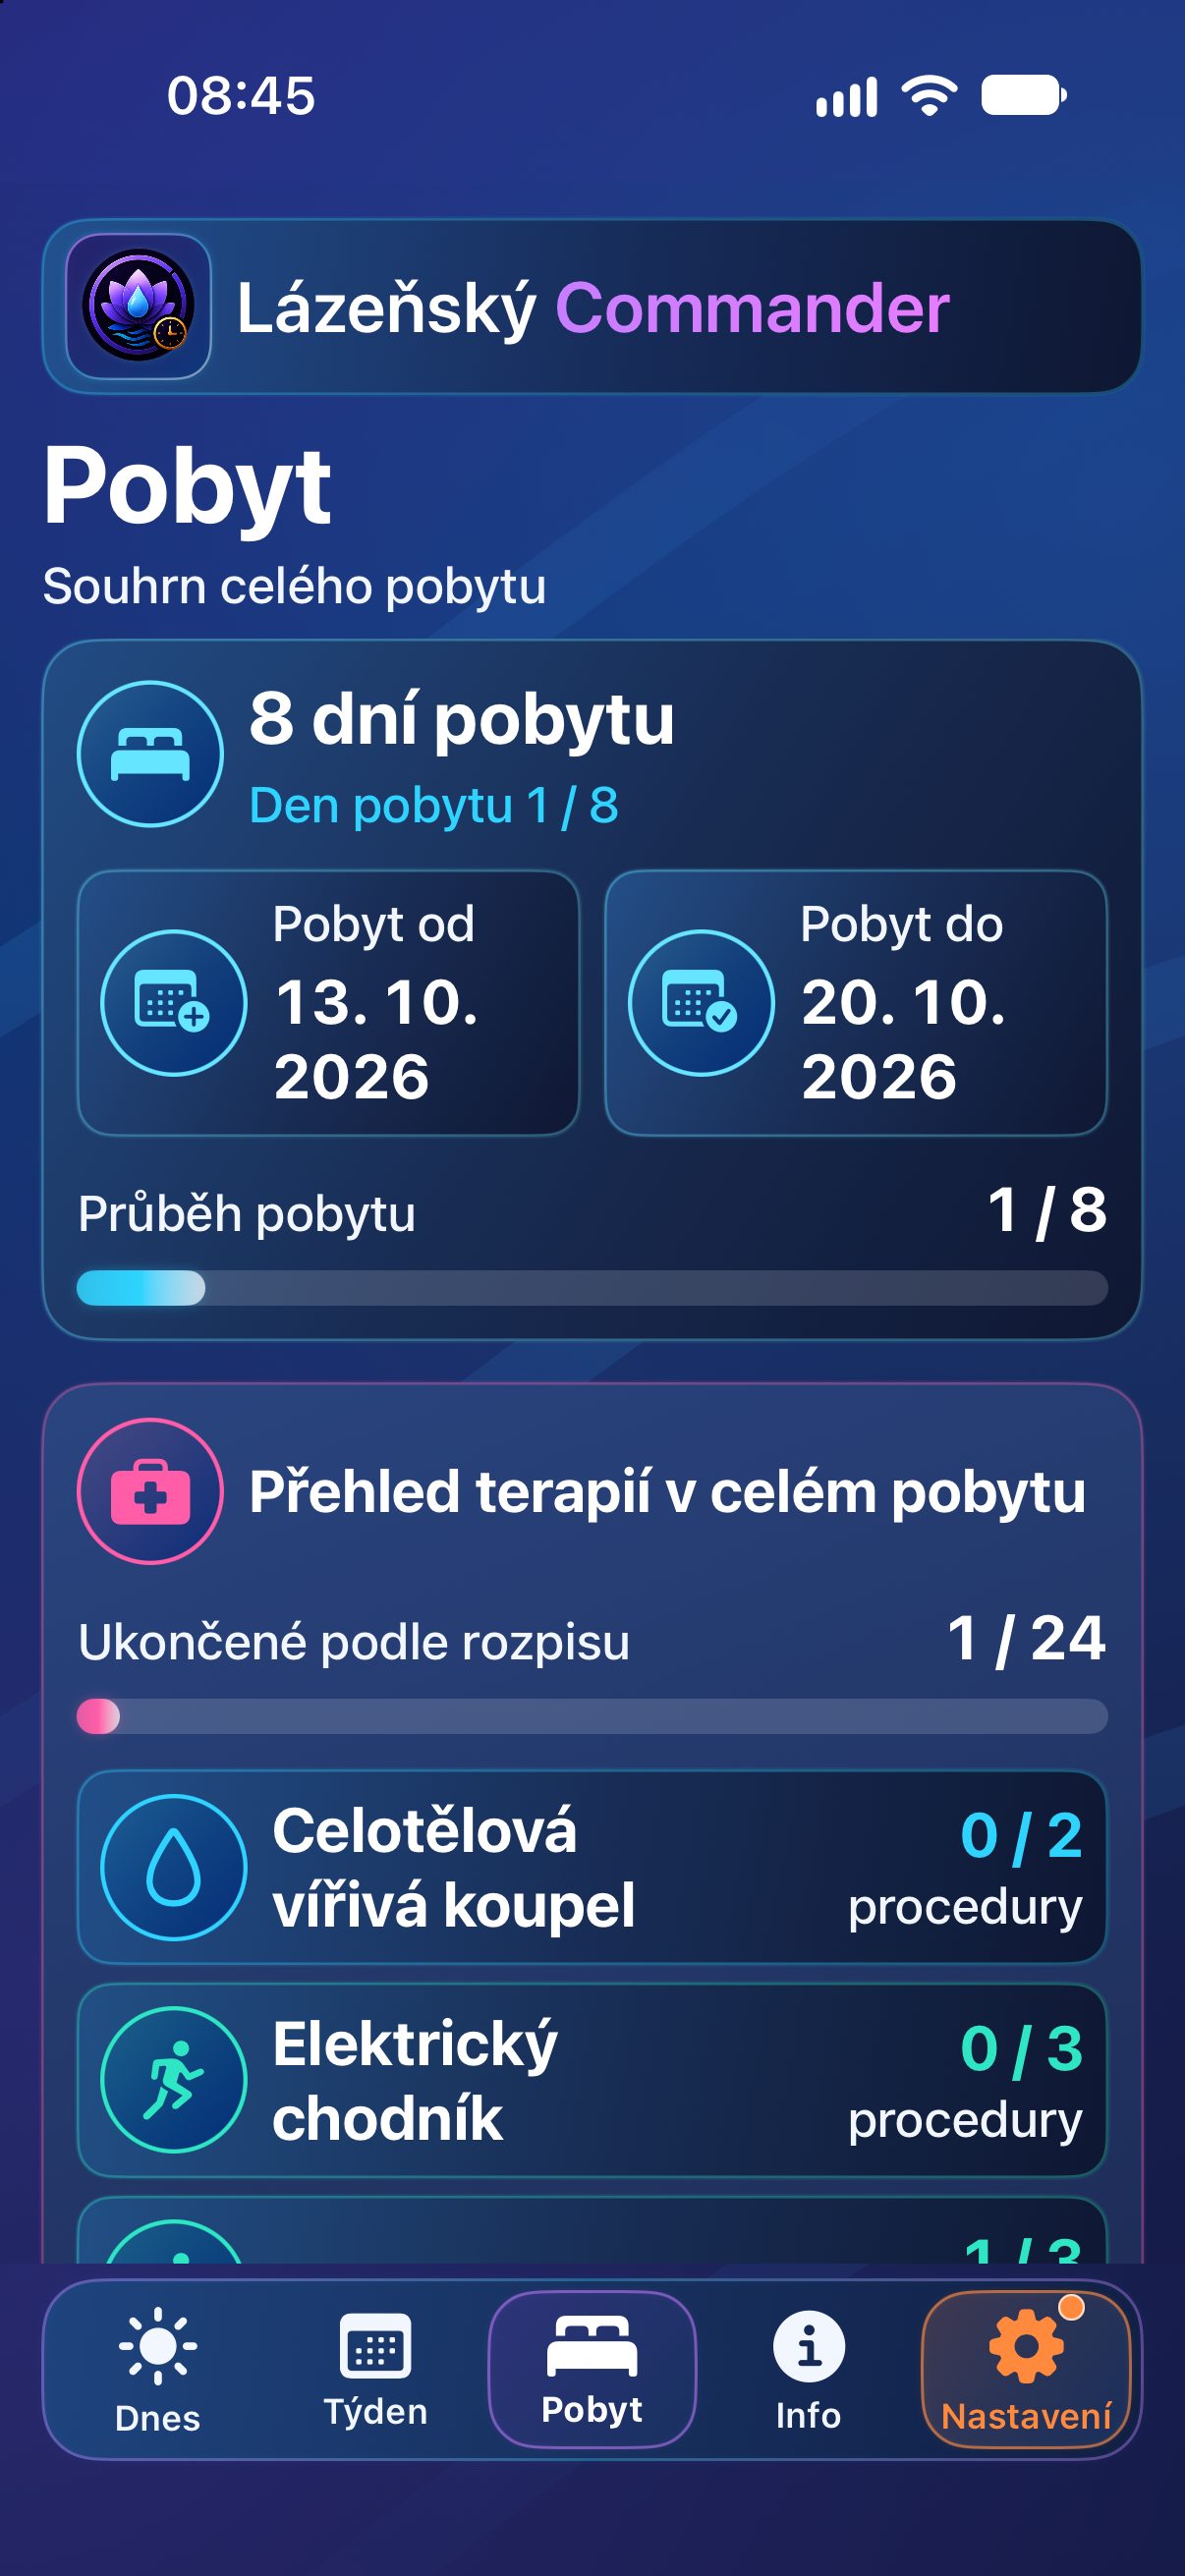 08:45
Lázeňský Commander
Pobyt
Souhrn celého pobytu
8 dní pobytu
Den pobytu 1 / 8
Pobyt od
13. 10.
2026
Pobyt do
20. 10.
2026
Průběh pobytu
1 / 8
Přehled terapií v celém pobytu
Ukončené podle rozpisu
1 / 24
Celotělová
vířivá koupel
0 / 2
procedury
Elektrický
chodník
0 / 3
procedury
1 / 3
Dnes
Týden
Pobyt
Info
Nastavení